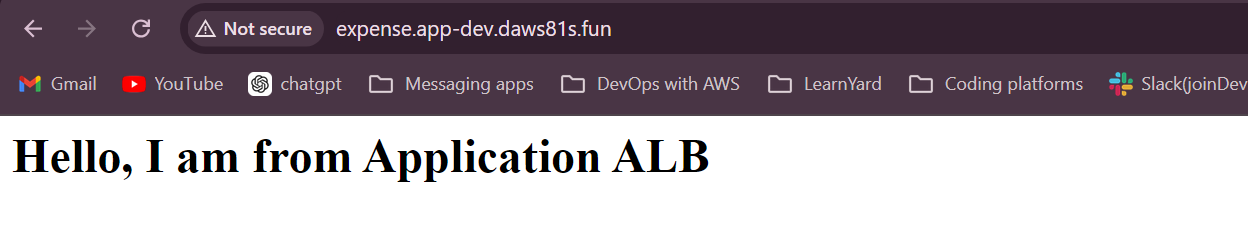 Not secure expense.app-dev.daws81s.fun
Gmail YouTube chatgpt Messaging apps DevOps with AWS LearnYard Coding platforms Slack(joinDev
Hello, I am from Application ALB